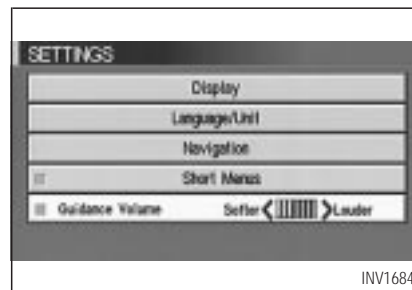 SETTINGS
Display
Language/Unit
Navigation
Short Menus
Guidance Volume Softer Louder
INV1684